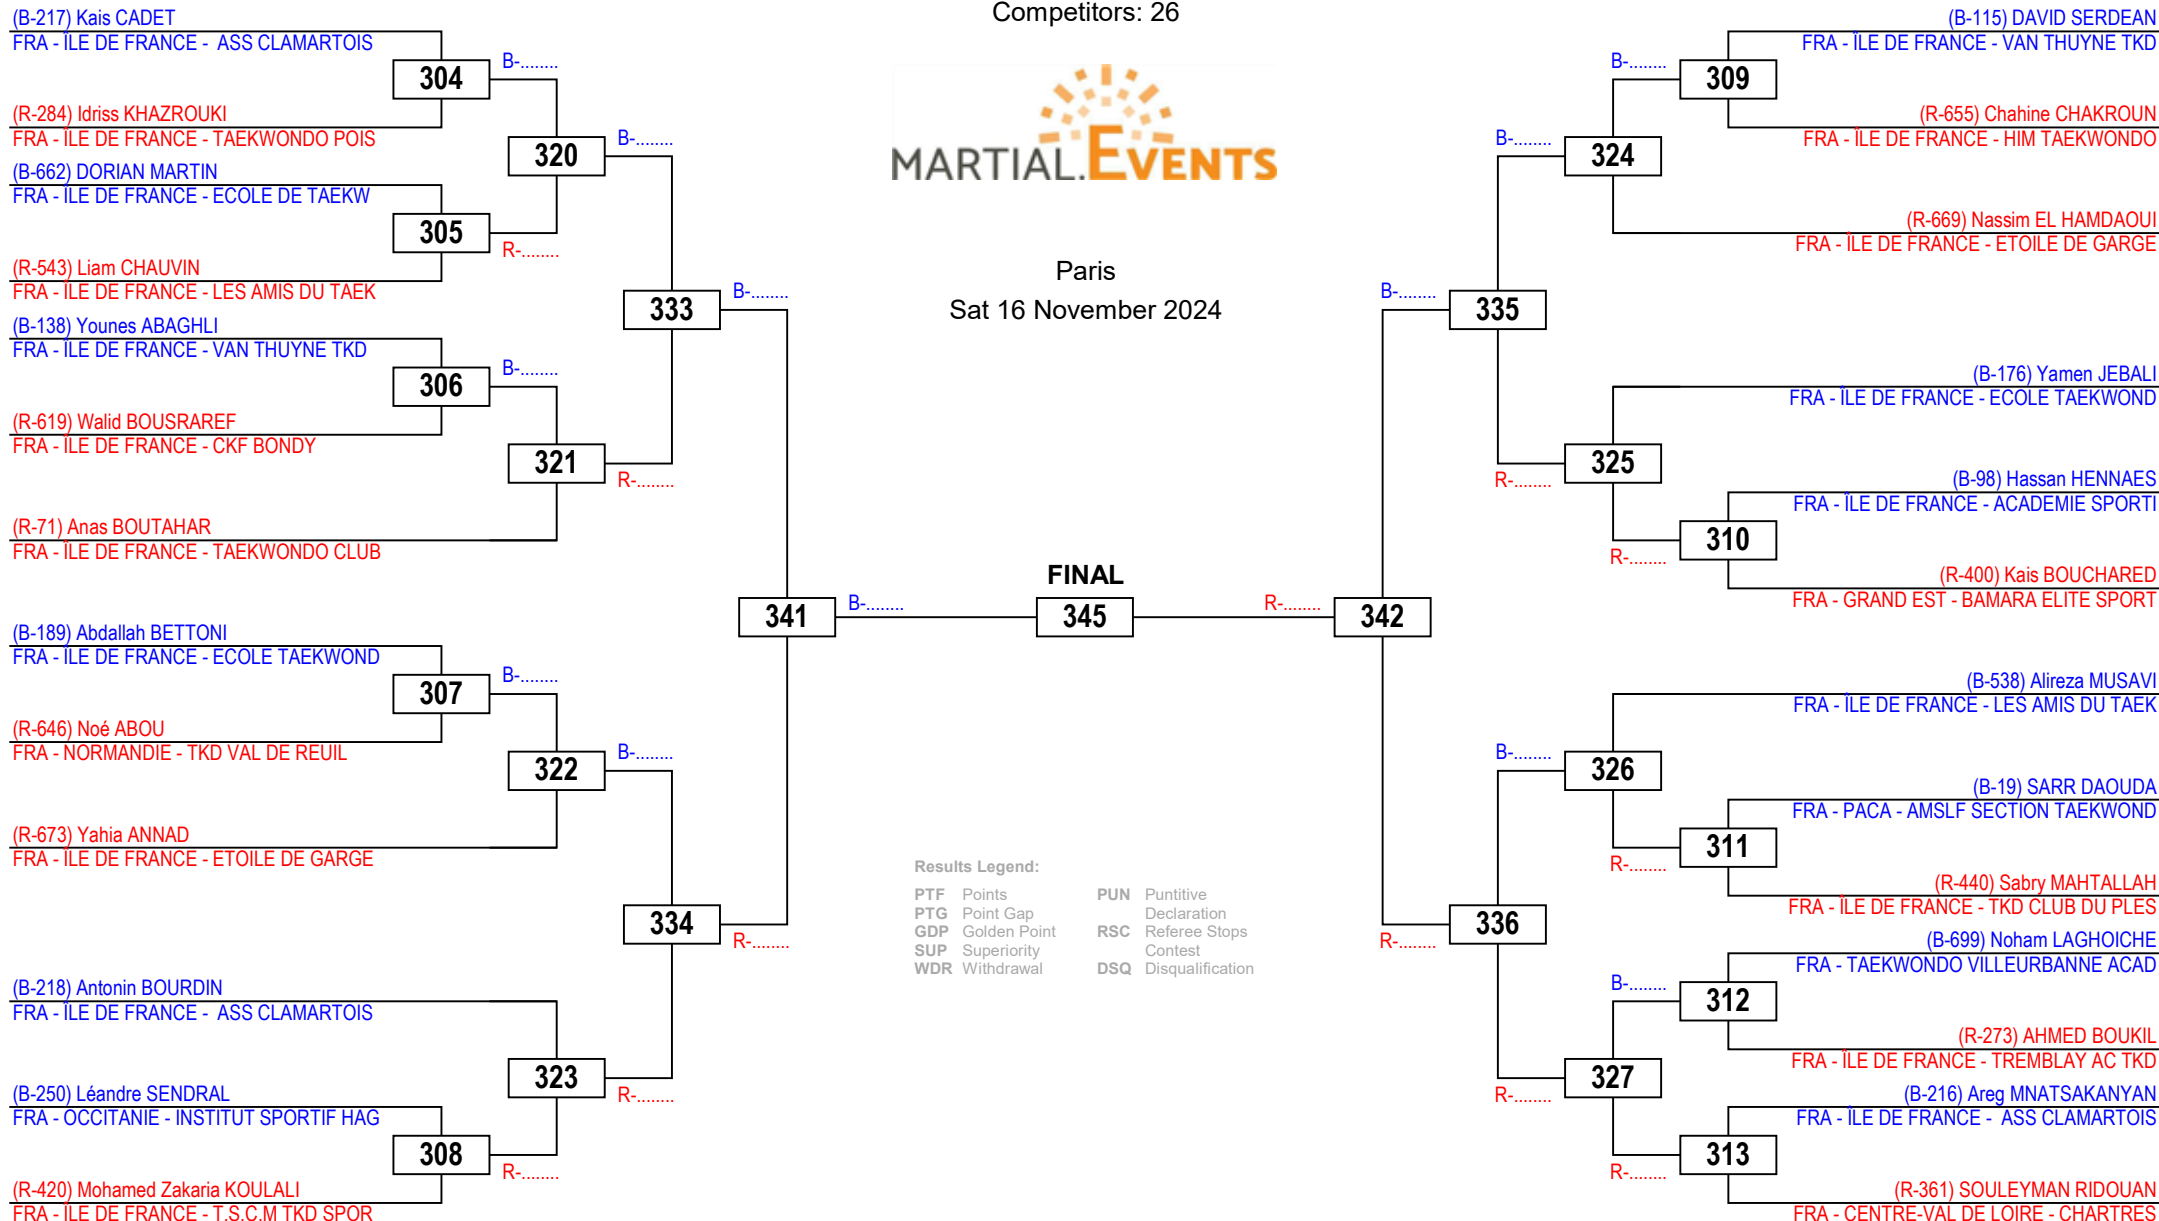 Competitors: 26
MARTIAL.EVENTS
Paris
Sat 16 November 2024
(B-217) Kais CADET
FRA - ÎLE DE FRANCE - ASS CLAMARTOIS
304
B-........
(R-284) Idriss KHAZROUKI
FRA - ÎLE DE FRANCE - TAEKWONDO POIS
320
B-........
(B-662) DORIAN MARTIN
FRA - ÎLE DE FRANCE - ECOLE DE TAEKW
305
R-........
(R-543) Liam CHAUVIN
FRA - ÎLE DE FRANCE - LES AMIS DU TAEK
333
B-........
(B-138) Younes ABAGHLI
FRA - ÎLE DE FRANCE - VAN THUYNE TKD
306
B-........
(R-619) Walid BOUSRAREF
FRA - ÎLE DE FRANCE - CKF BONDY
321
R-........
(R-71) Anas BOUTAHAR
FRA - ÎLE DE FRANCE - TAEKWONDO CLUB
341
B-........
(B-189) Abdallah BETTONI
FRA - ÎLE DE FRANCE - ECOLE TAEKWOND
307
B-........
(R-646) Noé ABOU
FRA - NORMANDIE - TKD VAL DE REUIL
322
B-........
(R-673) Yahia ANNAD
FRA - ÎLE DE FRANCE - ETOILE DE GARGE
334
R-........
(B-218) Antonin BOURDIN
FRA - ÎLE DE FRANCE - ASS CLAMARTOIS
323
R-........
(B-250) Léandre SENDRAL
FRA - OCCITANIE - INSTITUT SPORTIF HAG
308
R-........
(R-420) Mohamed Zakaria KOULALI
FRA - ÎLE DE FRANCE - T.S.C.M TKD SPOR
FINAL
345
Results Legend:
PTF Points
PTG Point Gap
GDP Golden Point
SUP Superiority
WDR Withdrawal
PUN Puntitive
Declaration
RSC Referee Stops
Contest
DSQ Disqualification
(B-115) DAVID SERDEAN
FRA - ÎLE DE FRANCE - VAN THUYNE TKD
B-........
309
(R-655) Chahine CHAKROUN
FRA - ÎLE DE FRANCE - HIM TAEKWONDO
B-........
324
(R-669) Nassim EL HAMDAOUI
FRA - ÎLE DE FRANCE - ETOILE DE GARGE
B-........
335
(B-176) Yamen JEBALI
FRA - ÎLE DE FRANCE - ECOLE TAEKWOND
R-........
325
(B-98) Hassan HENNAES
FRA - ÎLE DE FRANCE - ACADEMIE SPORTI
R-........
310
(R-400) Kais BOUCHARED
FRA - GRAND EST - BAMARA ELITE SPORT
R-........
342
(B-538) Alireza MUSAVI
FRA - ÎLE DE FRANCE - LES AMIS DU TAEK
B-........
326
(B-19) SARR DAOUDA
FRA - PACA - AMSLF SECTION TAEKWOND
R-........
311
(R-440) Sabry MAHTALLAH
FRA - ÎLE DE FRANCE - TKD CLUB DU PLES
R-........
336
(B-699) Noham LAGHOICHE
FRA - TAEKWONDO VILLEURBANNE ACAD
B-........
312
(R-273) AHMED BOUKIL
FRA - ÎLE DE FRANCE - TREMBLAY AC TKD
R-........
327
(B-216) Areg MNATSAKANYAN
FRA - ÎLE DE FRANCE - ASS CLAMARTOIS
R-........
313
(R-361) SOULEYMAN RIDOUAN
FRA - CENTRE-VAL DE LOIRE - CHARTRES